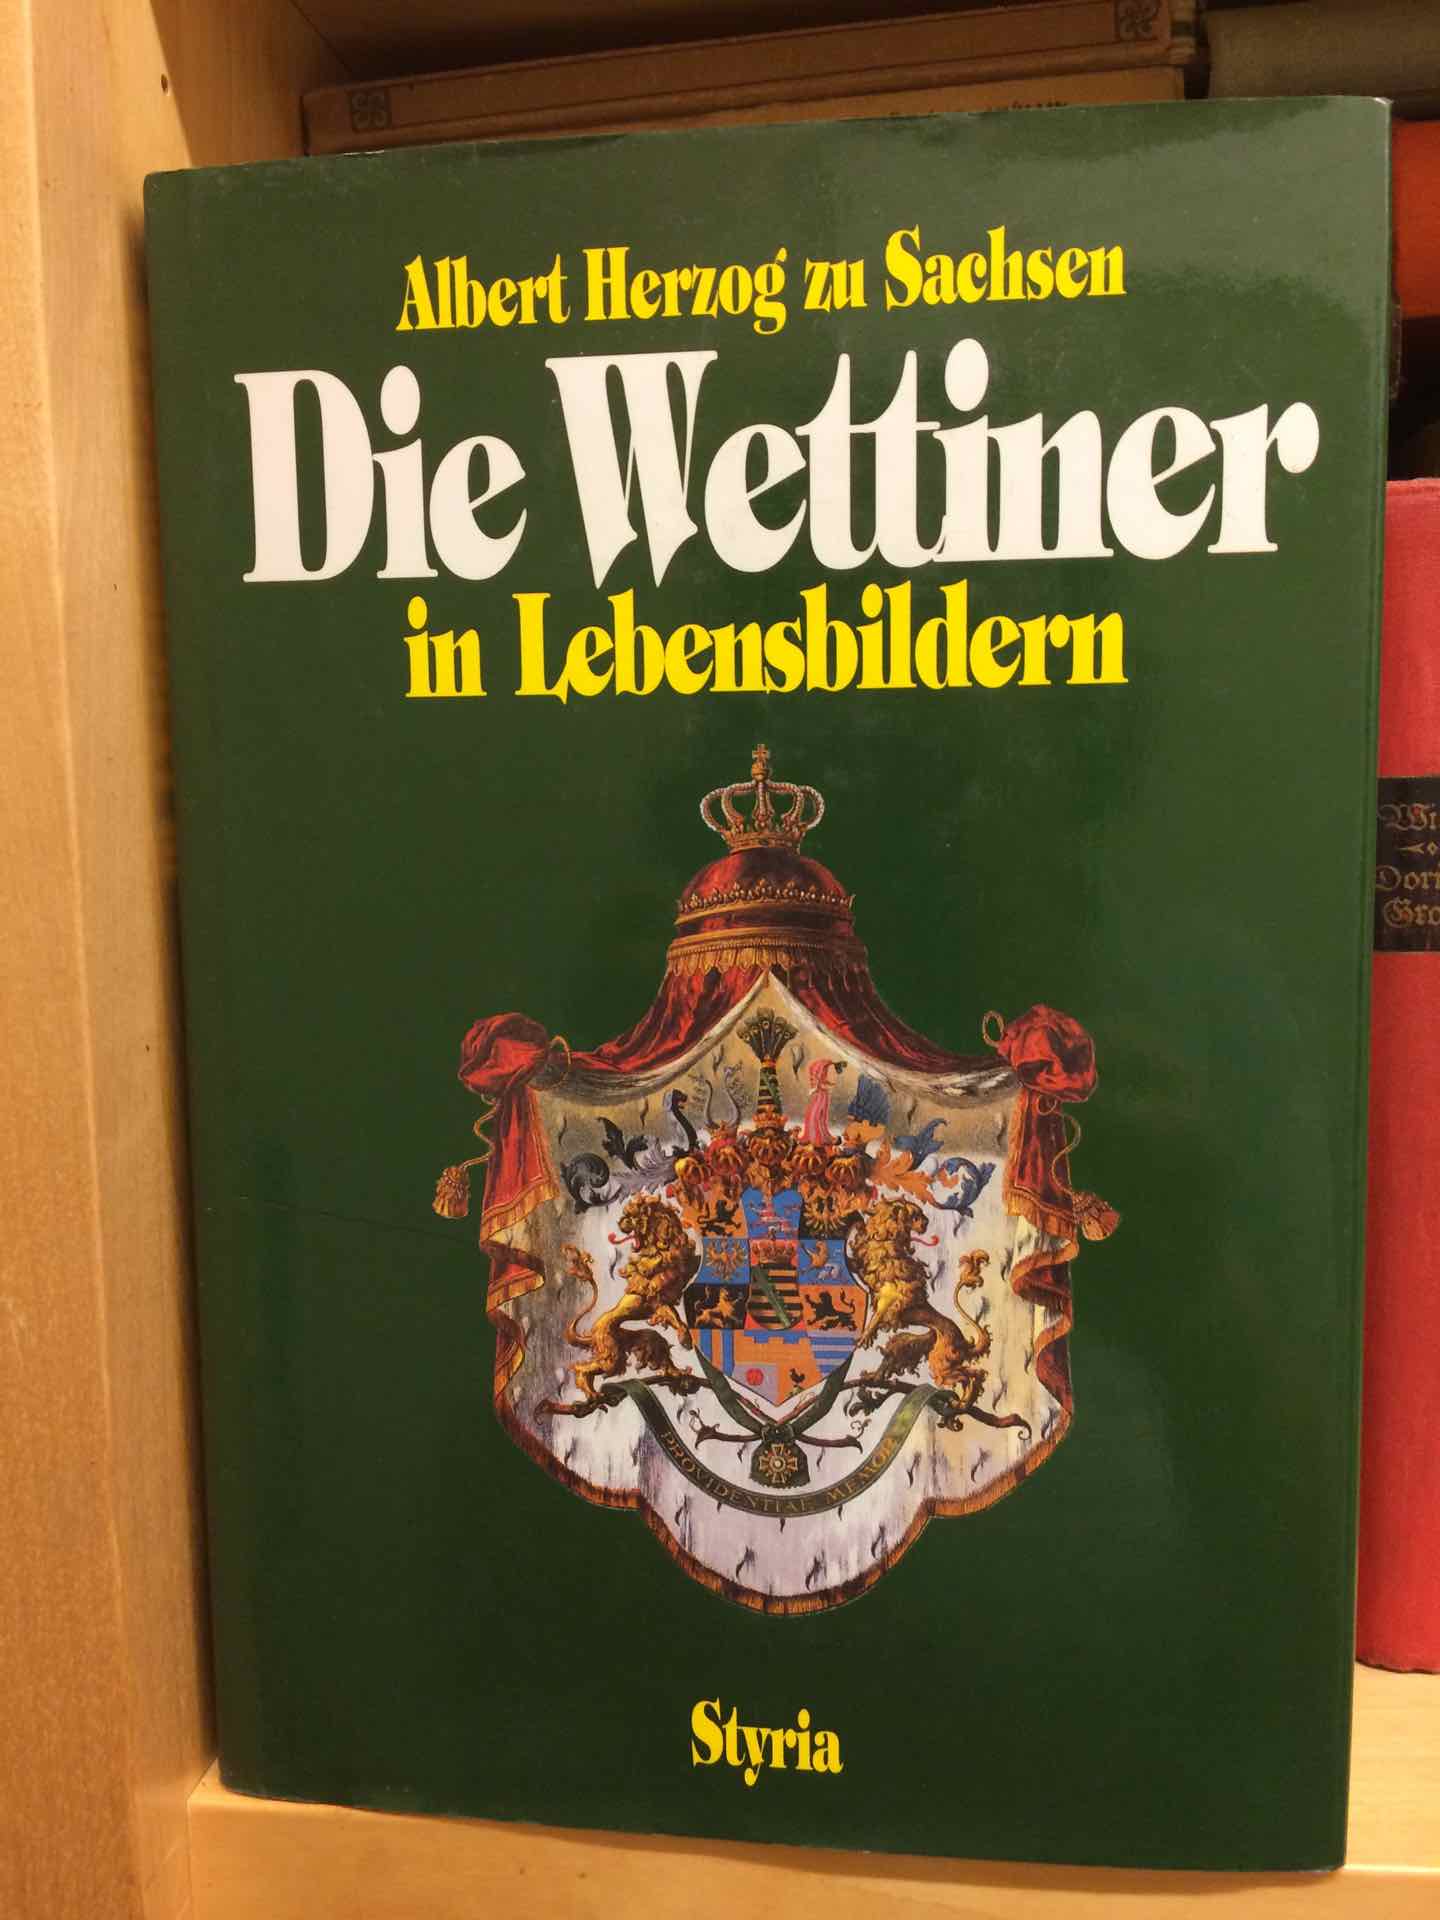 Albert Herzog zu Sachsen
Die Wettiner
in Lebensbildern
PROVIDENTIAE MEMOR
Styria